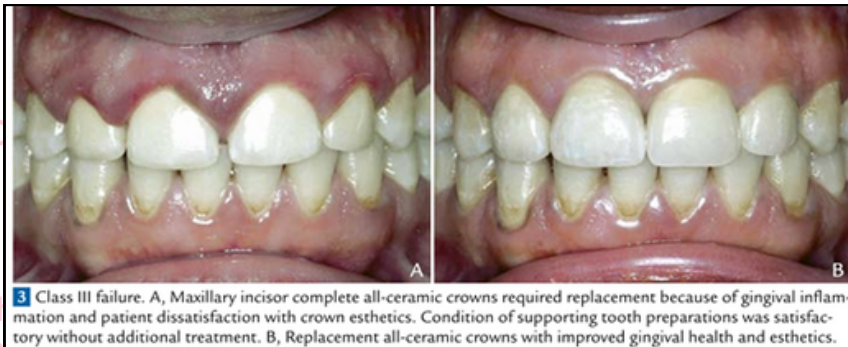 A
B
3 Class III failure. A, Maxillary incisor complete all-ceramic crowns required replacement because of gingival inflam-
mation and patient dissatisfaction with crown esthetics. Condition of supporting tooth preparations was satisfac-
tory without additional treatment. B, Replacement all-ceramic crowns with improved gingival health and esthetics.